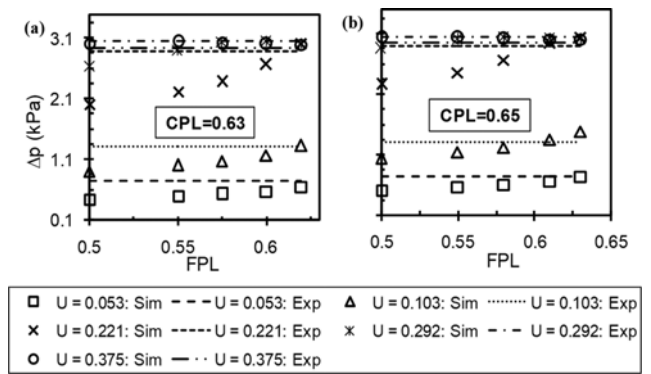 (a)
(b)
3.1
2.1
1.1
0.1
Δp (kPa)
CPL=0.63
CPL=0.65
0.5 0.55 0.6
0.5 0.55 0.6 0.65
FPL
FPL
U = 0.053: Sim U = 0.053: Exp U = 0.103: Sim U = 0.103: Exp
U = 0.221: Sim U = 0.221: Exp U = 0.292: Sim U = 0.292: Exp
U = 0.375: Sim U = 0.375: Exp